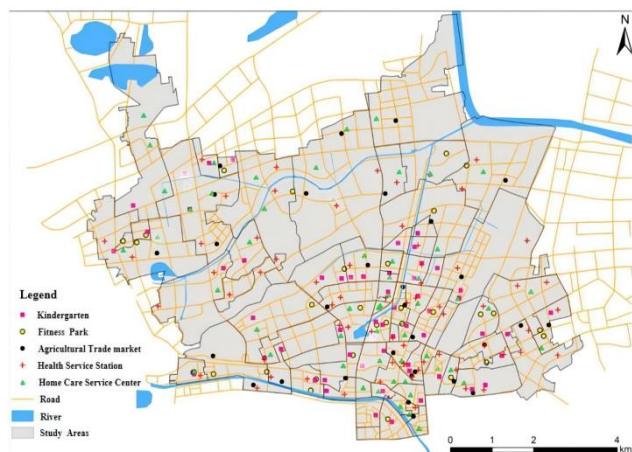 N
Legend
Kindergarten
Fitness Park
Agricultural Trade market
Health Service Station
Home Care Service Center
Road
River
Study Areas
0 1 2 4
km